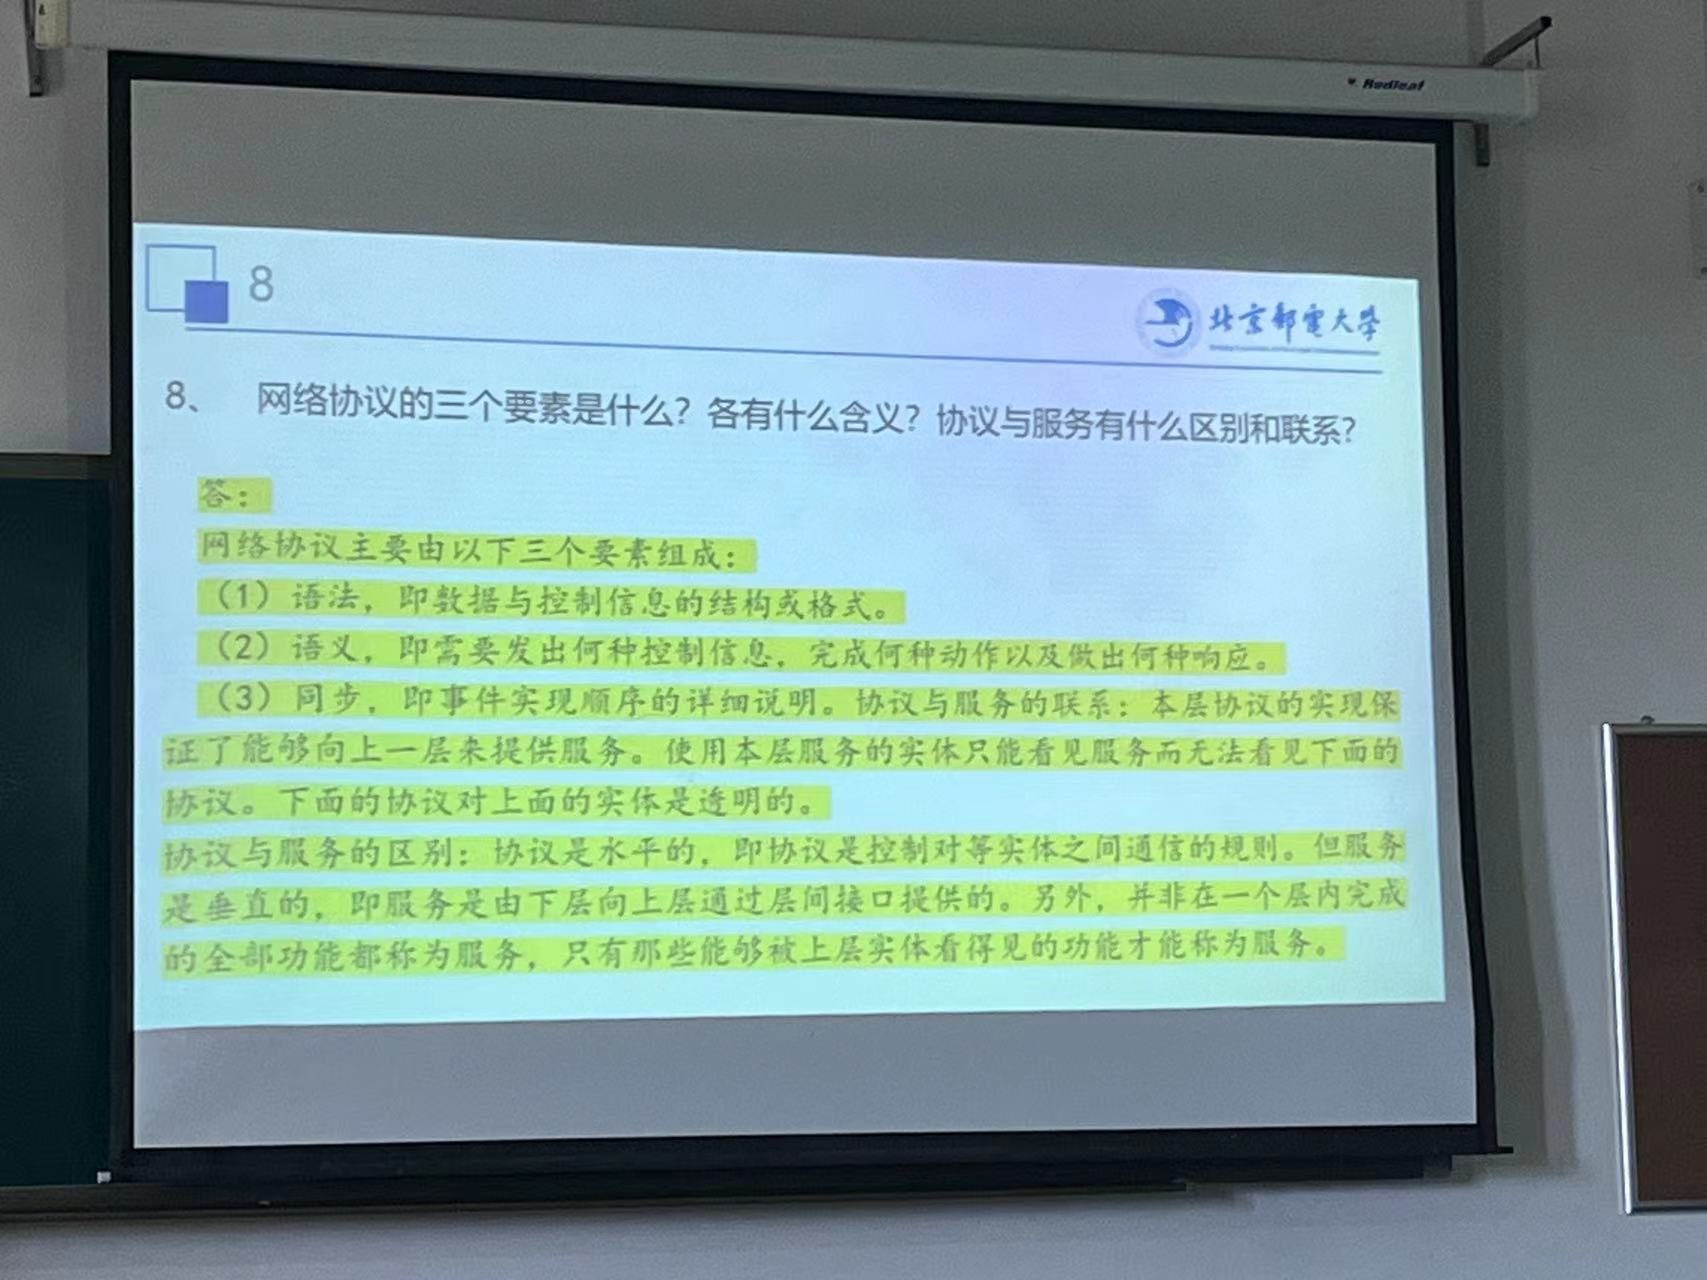 Redleaf
8
北京邮电大学
8、 网络协议的三个要素是什么？各有什么含义？协议与服务有什么区别和联系？
答：
网络协议主要由以下三个要素组成：
（1）语法，即数据与控制信息的结构或格式。
（2）语义，即需要发出何种控制信息，完成何种动作以及做出何种响应。
（3）同步，即事件实现顺序的详细说明。协议与服务的联系：本层协议的实现保
证了能够向上一层来提供服务。使用本层服务的实体只能看见服务而无法看见下面的
协议。下面的协议对上面的实体是透明的。
协议与服务的区别：协议是水平的，即协议是控制对等实体之间通信的规则。但服务
是垂直的，即服务是由下层向上层通过层间接口提供的。另外，并非在一个层内完成
的全部功能都称为服务，只有那些能够被上层实体看得见的功能才能称为服务。